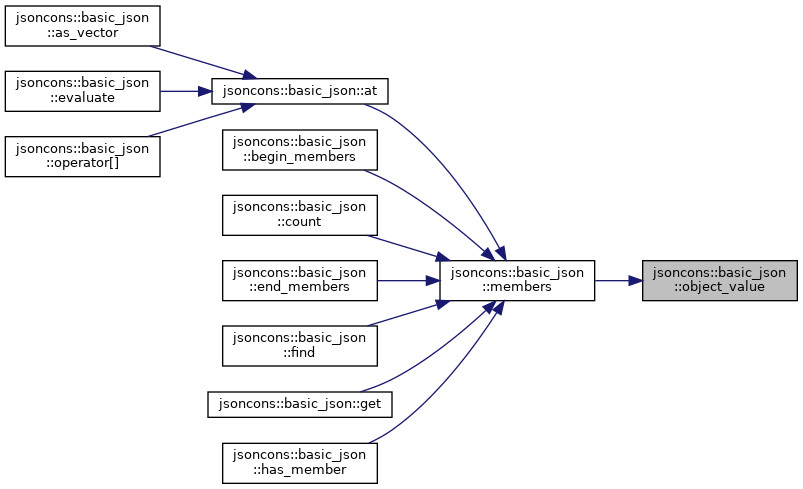 jsoncons::basic_json
::as_vector
jsoncons::basic_json
::evaluate
jsoncons::basic_json
::operator[]
jsoncons::basic_json::at
jsoncons::basic_json
::begin_members
jsoncons::basic_json
::count
jsoncons::basic_json
::end_members
jsoncons::basic_json
::find
jsoncons::basic_json::get
jsoncons::basic_json
::has_member
jsoncons::basic_json
::members
jsoncons::basic_json
::object_value